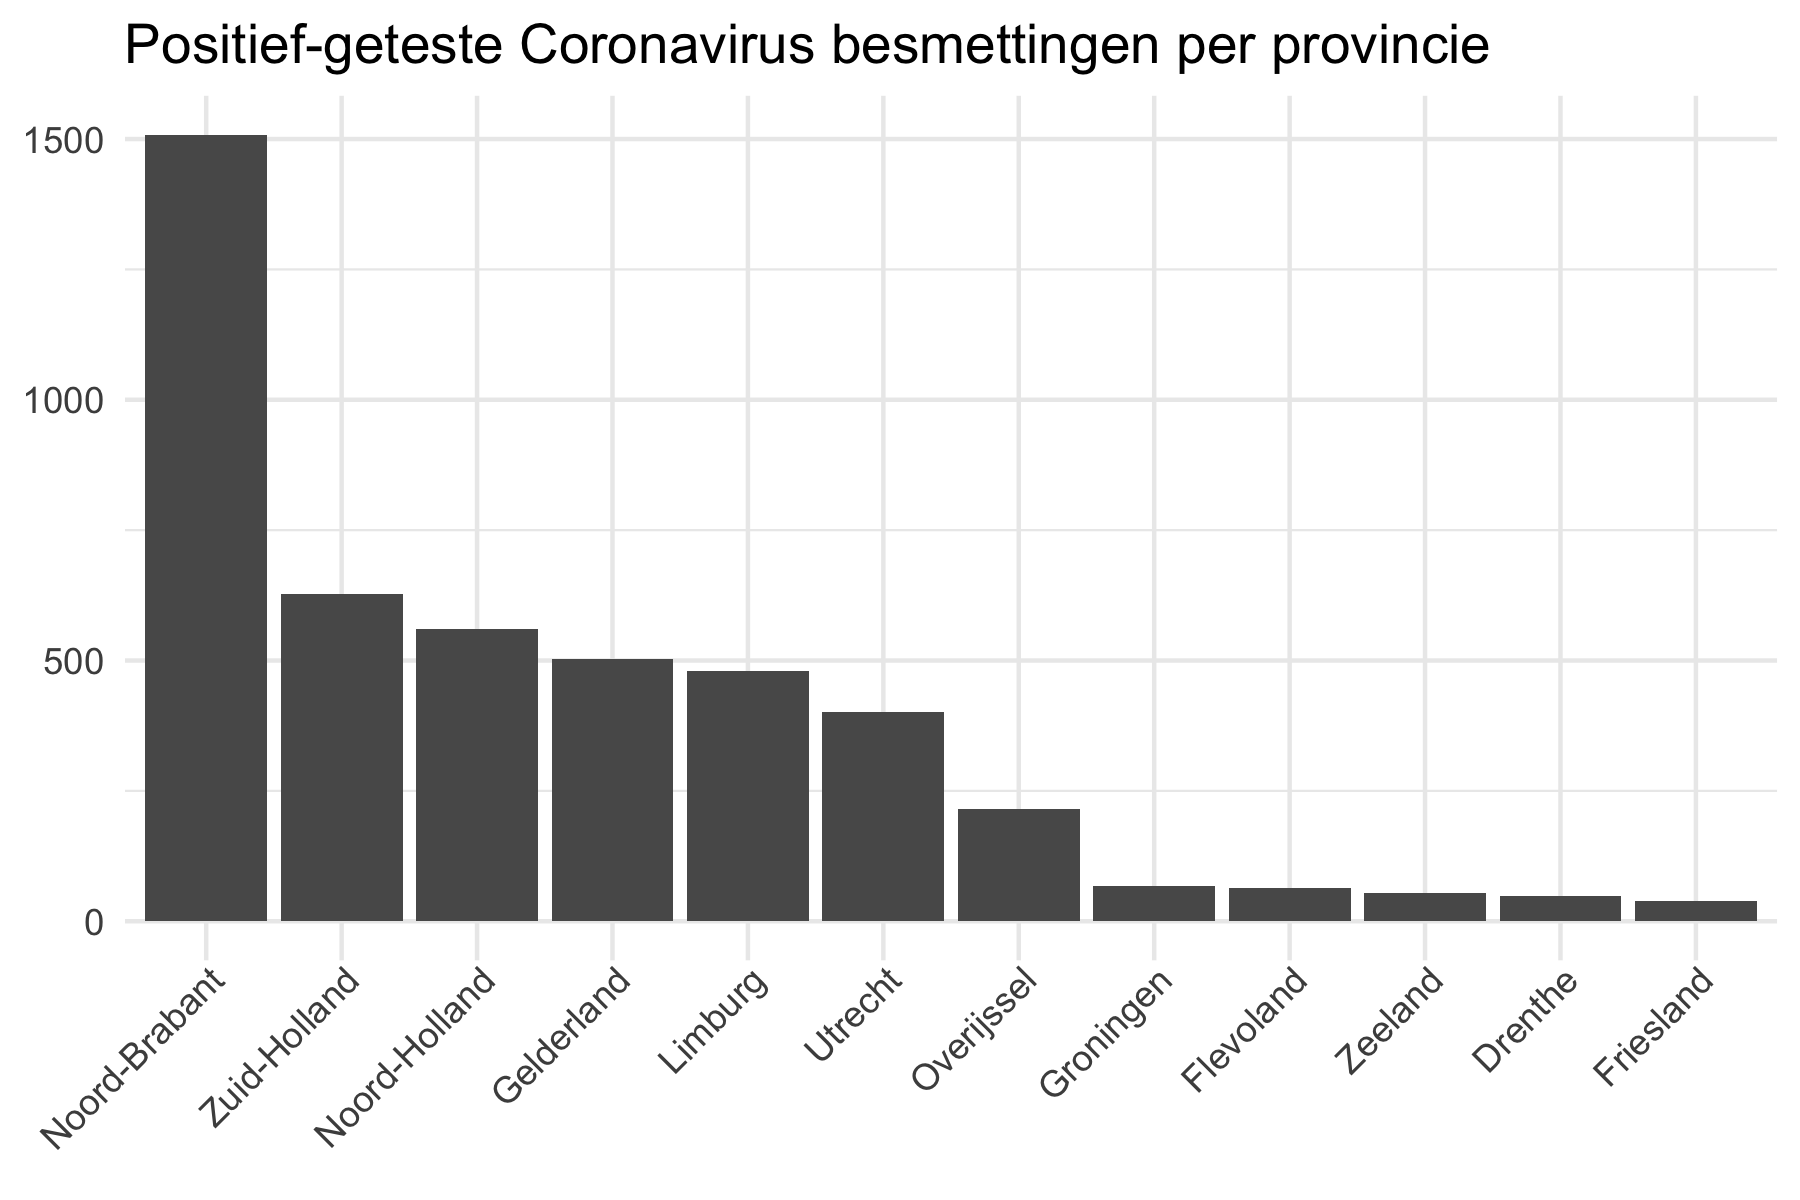 Positief-geteste Coronavirus besmettingen per provincie
1500
1000
500
0
Noord-Brabant
Zuid-Holland
Noord-Holland
Gelderland
Limburg
Utrecht
Overijssel
Groningen
Flevoland
Zeeland
Drenthe
Friesland